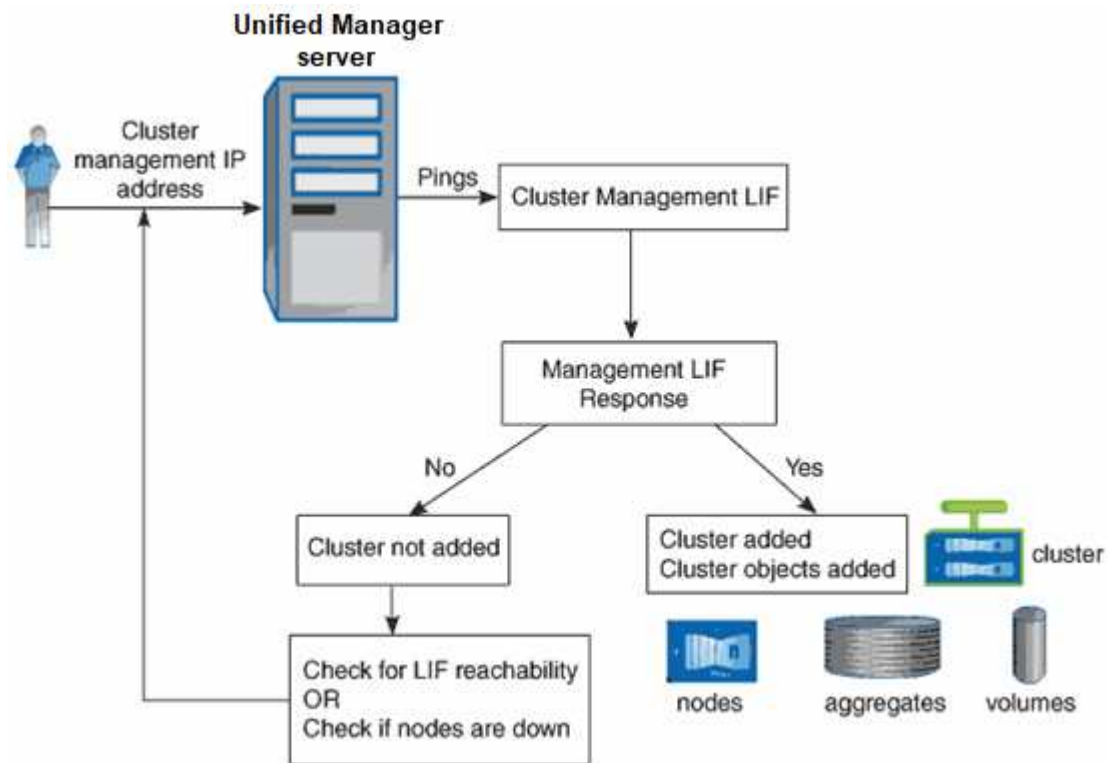 Unified Manager
server
Cluster
management IP
address
Pings
Cluster Management LIF
Management LIF
Response
No
Yes
Cluster not added
Cluster added
Cluster objects added
cluster
Check for LIF reachability
OR
Check if nodes are down
nodes
aggregates
volumes